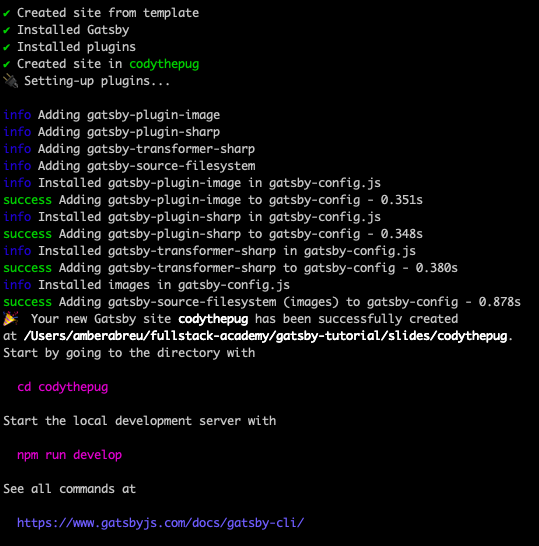 ✔ Created site from template
✔ Installed Gatsby
✔ Installed plugins
✔ Created site in codythepug
🔌 Setting-up plugins...
info Adding gatsby-plugin-image
info Adding gatsby-plugin-sharp
info Adding gatsby-transformer-sharp
info Adding gatsby-source-filesystem
info Installed gatsby-plugin-image in gatsby-config.js
success Adding gatsby-plugin-image to gatsby-config - 0.351s
info Installed gatsby-plugin-sharp in gatsby-config.js
success Adding gatsby-plugin-sharp to gatsby-config - 0.348s
info Installed gatsby-transformer-sharp in gatsby-config.js
success Adding gatsby-transformer-sharp to gatsby-config - 0.380s
info Installed images in gatsby-config.js
success Adding gatsby-source-filesystem (images) to gatsby-config - 0.878s
🎉 Your new Gatsby site codythepug has been successfully created
at /Users/amberabreu/fullstack-academy/gatsby-tutorial/slides/codythepug.
Start by going to the directory with
cd codythepug
Start the local development server with
npm run develop
See all commands at
https://www.gatsbyjs.com/docs/gatsby-cli/